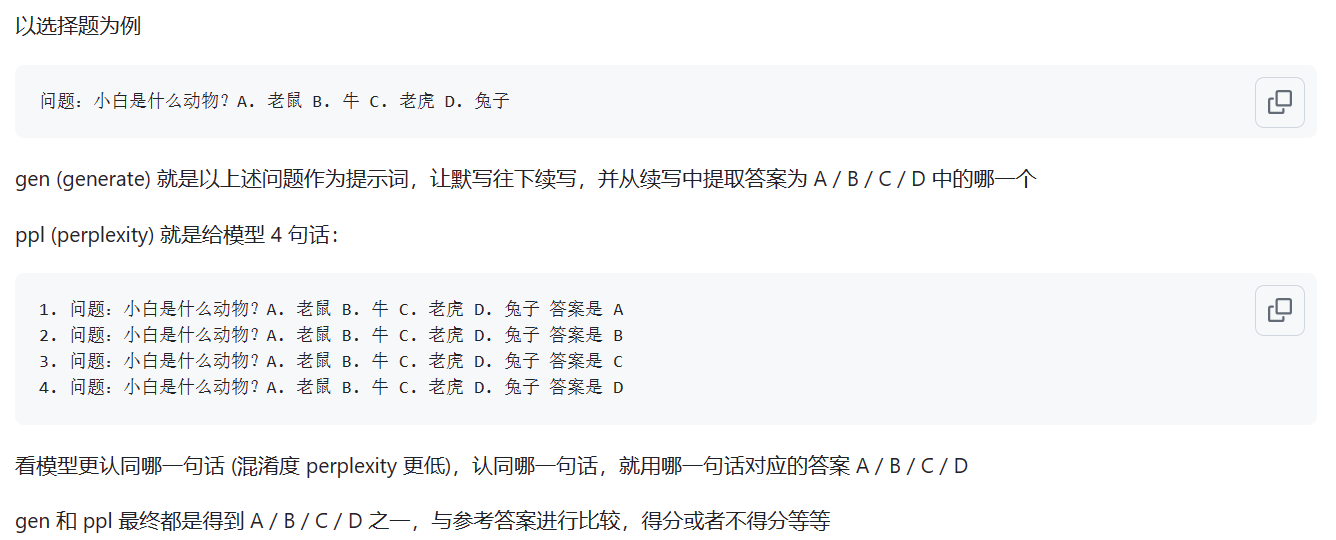 以选择题为例
问题：小白是什么动物？A. 老鼠 B. 牛 C. 老虎 D. 兔子
gen (generate) 就是以上述问题作为提示词，让默写往下续写，并从续写中提取答案为 A / B / C / D 中的哪一个
ppl (perplexity) 就是给模型 4 句话：
1. 问题：小白是什么动物？A. 老鼠 B. 牛 C. 老虎 D. 兔子 答案是 A
2. 问题：小白是什么动物？A. 老鼠 B. 牛 C. 老虎 D. 兔子 答案是 B
3. 问题：小白是什么动物？A. 老鼠 B. 牛 C. 老虎 D. 兔子 答案是 C
4. 问题：小白是什么动物？A. 老鼠 B. 牛 C. 老虎 D. 兔子 答案是 D
看模型更认同哪一句话 (混淆度 perplexity 更低)，认同哪一句话，就用哪一句话对应的答案 A / B / C / D
gen 和 ppl 最终都是得到 A / B / C / D 之一，与参考答案进行比较，得分或者不得分等等